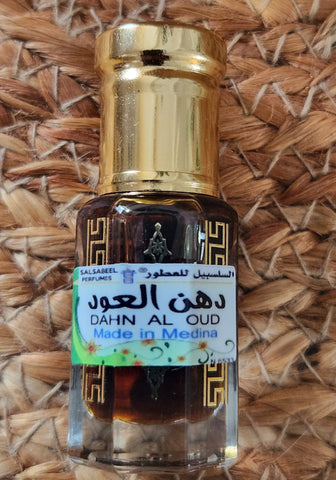 SALSABEEL
PERFUMES
السلسبيل للعطور®
دهن العود
DAHN AL OUD
Made in Medina